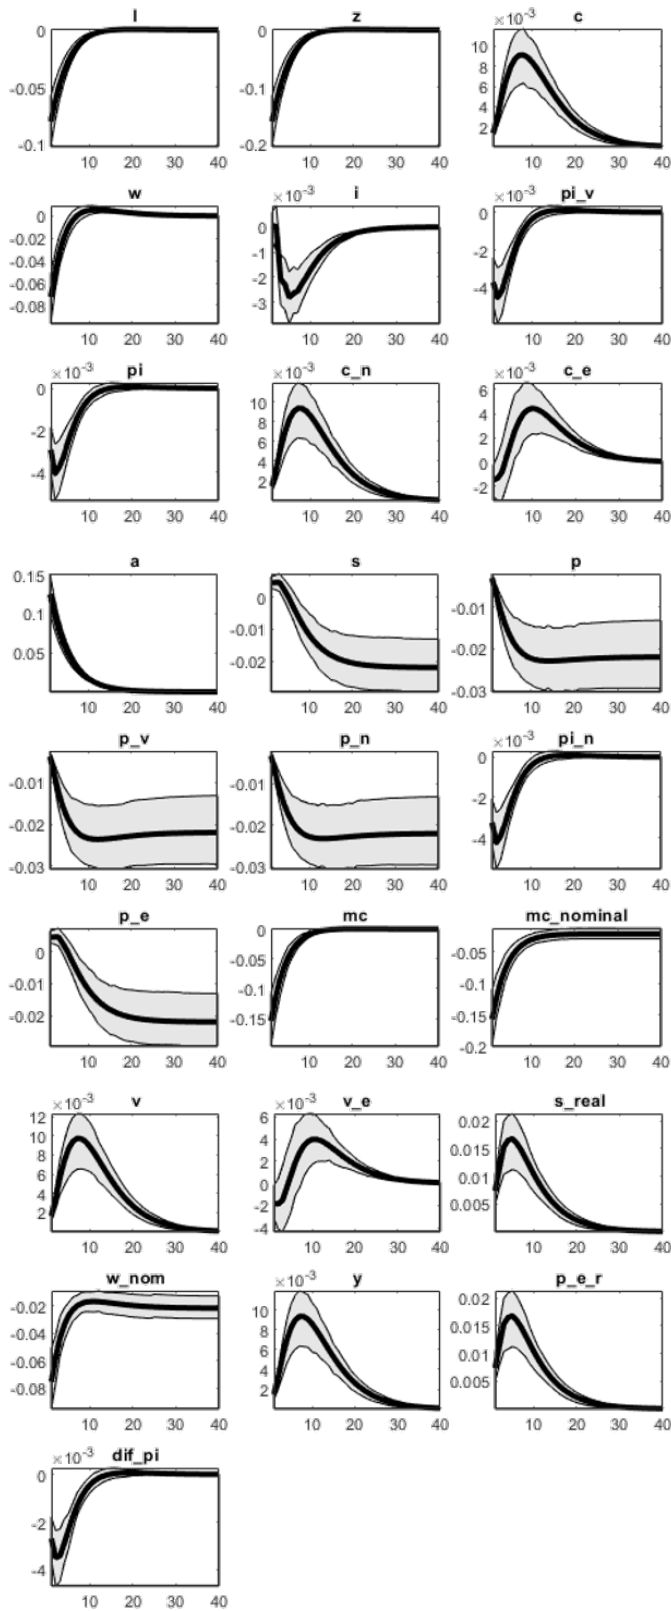 l z c
×10⁻³
0 0 10
8
-0.05 -0.1 6
4
2
-0.1 -0.2
10 20 30 40 10 20 30 40 10 20 30 40
w i pi_v
×10⁻³ ×10⁻³
0 0 0
-0.02 -1 -2
-0.04
-0.06 -2 -4
-0.08 -3
10 20 30 40 10 20 30 40 10 20 30 40
pi c_n c_e
×10⁻³ ×10⁻³ ×10⁻³
0 10 6
8 4
-2 6 2
4 0
-4 2 -2
10 20 30 40 10 20 30 40 10 20 30 40
a s p
0.15 0 -0.01
0.1 -0.01 -0.02
0.05 -0.02 -0.03
10 20 30 40 10 20 30 40 10 20 30 40
p_v p_n pi_n
×10⁻³
-0.01 -0.01 0
-0.02 -0.02 -2
-0.03 -0.03 -4
10 20 30 40 10 20 30 40 10 20 30 40
p_e mc mc_nominal
0 0 -0.05
-0.01 -0.05 -0.1
-0.02 -0.1 -0.15
-0.15 -0.2
10 20 30 40 10 20 30 40 10 20 30 40
v v_e s_real
×10⁻³ ×10⁻³
12 6 0.02
10 4 0.015
8 2 0.01
6 0 0.005
4 -2
2 -4
10 20 30 40 10 20 30 40 10 20 30 40
w_nom y p_e_r
×10⁻³
-0.02 10 0.02
-0.04 8 0.015
-0.06 6 0.01
-0.08 4 0.005
2
10 20 30 40 10 20 30 40 10 20 30 40
dif_pi
×10⁻³
0
-2
-4
10 20 30 40